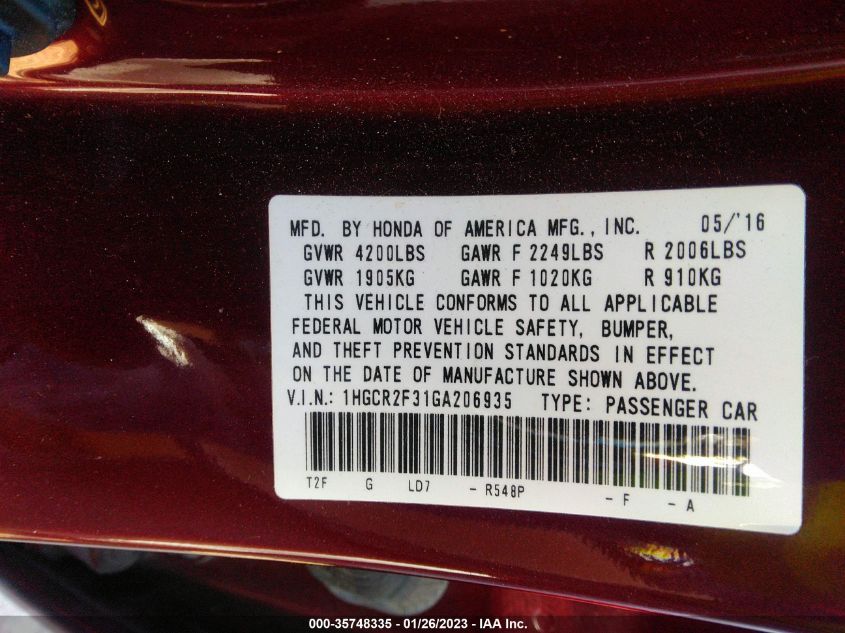 MFD. BY HONDA OF AMERICA MFG., INC. 05/'16
GVWR 4200LBS GAWR F 2249LBS R 2006LBS
GVWR 1905KG GAWR F 1020KG R 910KG
THIS VEHICLE CONFORMS TO ALL APPLICABLE
FEDERAL MOTOR VEHICLE SAFETY, BUMPER,
AND THEFT PREVENTION STANDARDS IN EFFECT
ON THE DATE OF MANUFACTURE SHOWN ABOVE.
V.I.N.: 1HGCR2F31GA206935 TYPE: PASSENGER CAR
T2F G LD7 - R548P - F - A
000-35748335 - 01/26/2023 - IAA Inc.